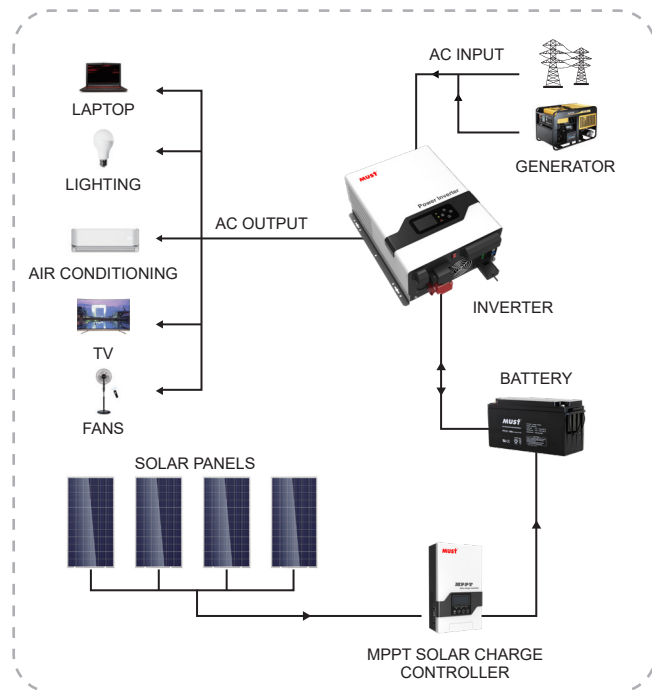 AC INPUT
LAPTOP
GENERATOR
LIGHTING
MUST
Power Inverter
AC OUTPUT
AIR CONDITIONING
INVERTER
TV
BATTERY
MUST
FANS
SOLAR PANELS
MUST
MPPT
MPPT SOLAR CHARGE
CONTROLLER